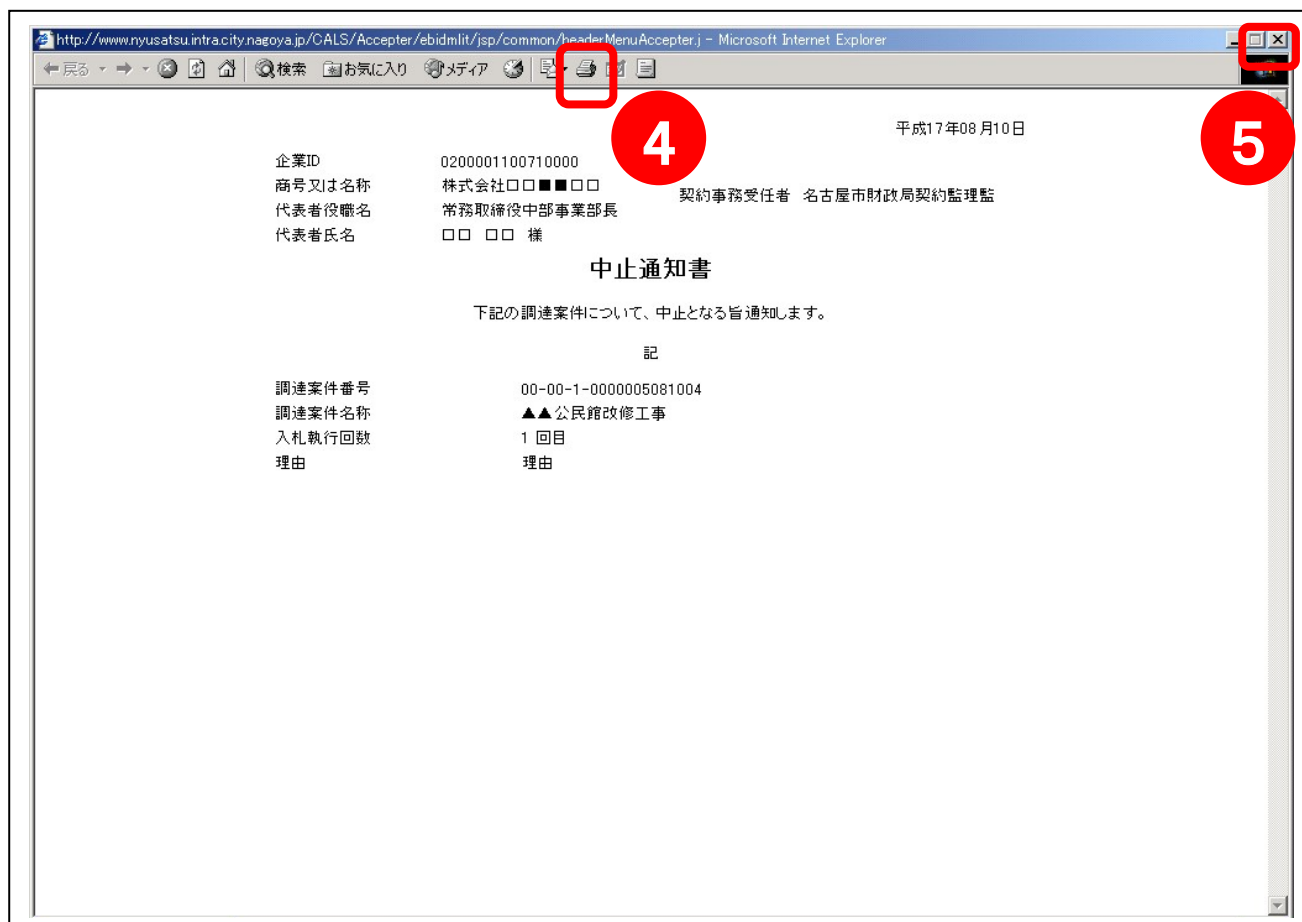 http://www.nyusatsu.intra.city.nagoya.jp/CALS/Accepter/ebidmlit/jsp/common/headerMenuAccepter.j - Microsoft Internet Explorer
戻る 検索 お気に入り メディア
4
5
平成17年08月10日
企業ID 0200001100710000
商号又は名称 株式会社□□■■□□
契約事務受任者 名古屋市財政局契約監理監
代表者役職名 常務取締役中部事業部長
代表者氏名 □□ □□ 様
中止通知書
下記の調達案件について、中止となる旨通知します。
記
調達案件番号 00-00-1-0000005081004
調達案件名称 ▲▲公民館改修工事
入札執行回数 1 回目
理由 理由